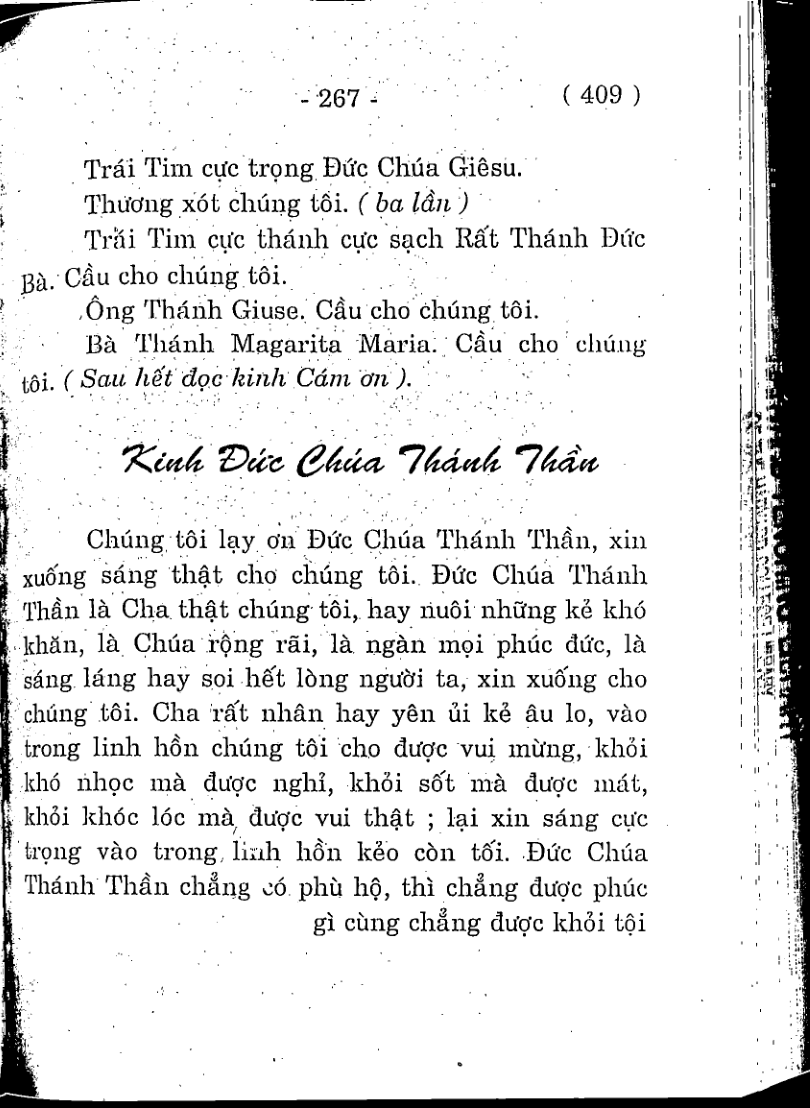 - 267 -
( 409 )
Trái Tim cực trọng Đức Chúa Giêsu.
Thương xót chúng tôi. ( ba lần )
Trái Tim cực thánh cực sạch Rất Thánh Đức
Bà. Cầu cho chúng tôi.
Ông Thánh Giuse. Cầu cho chúng tôi.
Bà Thánh Magarita Maria. Cầu cho chúng
tôi. ( Sau hết đọc kinh Cám ơn ).
Kinh Đức Chúa Thánh Thần
Chúng tôi lạy ơn Đức Chúa Thánh Thần, xin
xuống sáng thật cho chúng tôi. Đức Chúa Thánh
Thần là Cha thật chúng tôi, hay nuôi những kẻ khó
khăn, là Chúa rộng rãi, là ngàn mọi phúc đức, là
sáng láng hay soi hết lòng người ta, xin xuống cho
chúng tôi. Cha rất nhân hay yên ủi kẻ âu lo, vào
trong linh hồn chúng tôi cho được vui mừng, khỏi
khó nhọc mà được nghỉ, khỏi sốt mà được mát,
khỏi khóc lóc mà được vui thật ; lại xin sáng cực
trọng vào trong linh hồn kẻo còn tối. Đức Chúa
Thánh Thần chẳng có phù hộ, thì chẳng được phúc
gì cùng chẳng được khỏi tội